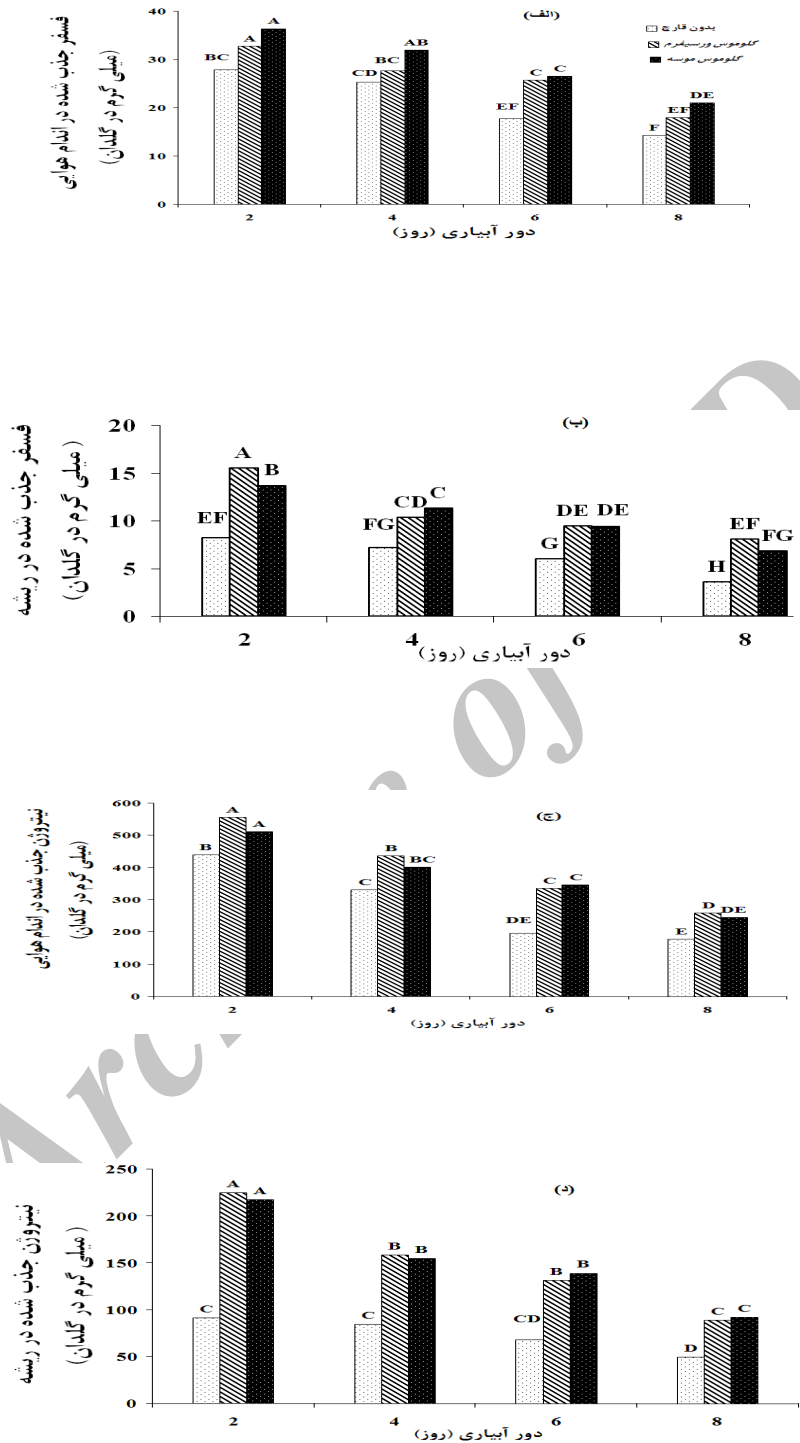 فسفر جذب شده در اندام هوایی
(میلی گرم در گلدان)
(الف)
بدون قارچ
گلوموس ورسیفرم
گلوموس موسه
40
30
20
10
0
BC A A
CD BC AB
EF C C
F EF DE
2 4 6 8
دور آبیاری (روز)
فسفر جذب شده در ریشه
(میلی گرم در گلدان)
(ب)
20
15
10
5
0
EF A B
FG CD C
G DE DE
H EF FG
2 4 6 8
دور آبیاری (روز)
نیتروژن جذب شده در اندام هوایی
(میلی گرم در گلدان)
(ج)
600
500
400
300
200
100
0
B A A
C B BC
DE C C
E D DE
2 4 6 8
دور آبیاری (روز)
نیتروژن جذب شده در ریشه
(میلی گرم در گلدان)
(د)
250
200
150
100
50
0
C A A
C B B
CD B B
D C C
2 4 6 8
دور آبیاری (روز)